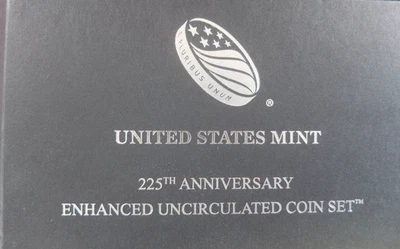 E PLURIBUS UNUM
®
UNITED STATES MINT
225TH ANNIVERSARY
ENHANCED UNCIRCULATED COIN SET™